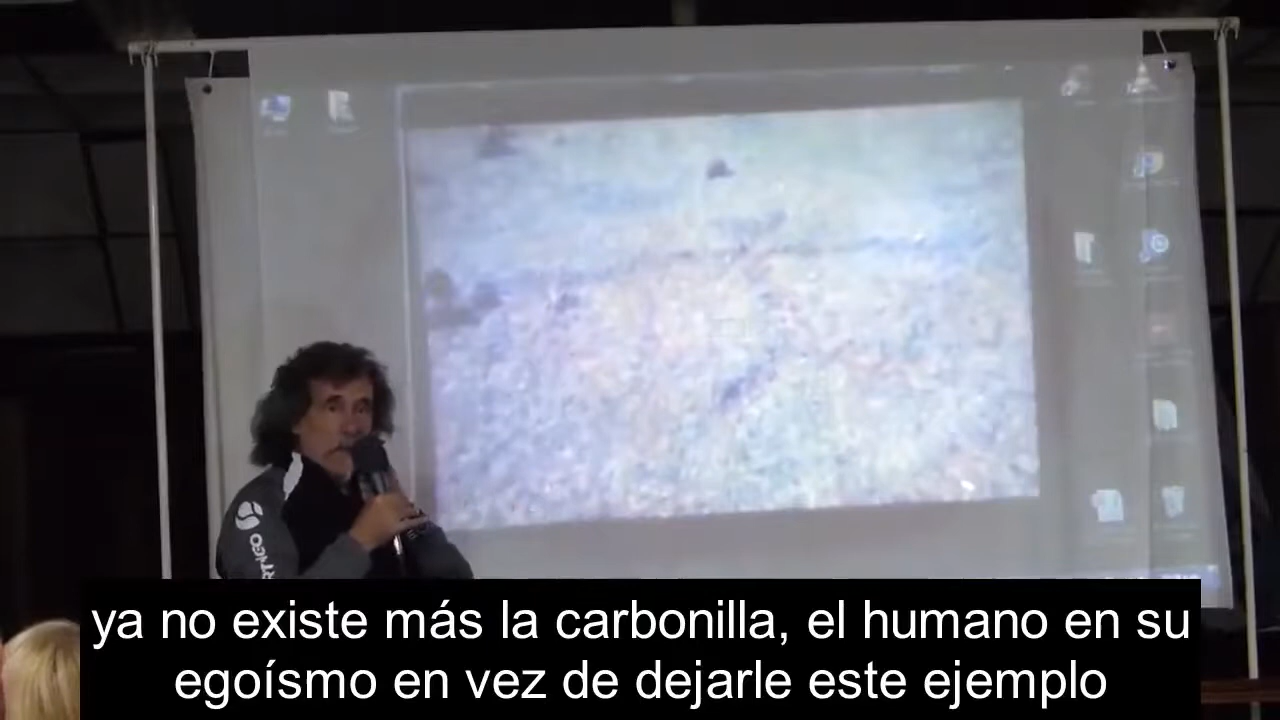 ya no existe más la carbonilla, el humano en su
egoísmo en vez de dejarle este ejemplo